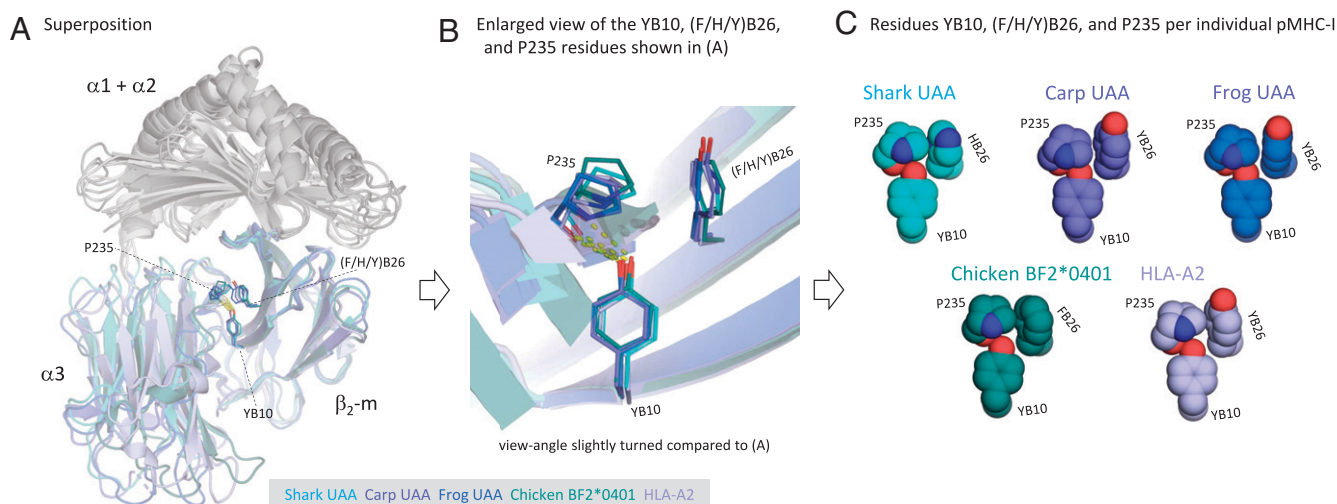 A Superposition
α1 + α2
P235
(F/H/Y)B26
α3
YB10
β2-m
B Enlarged view of the YB10, (F/H/Y)B26,
and P235 residues shown in (A)
P235
(F/H/Y)B26
YB10
view-angle slightly turned compared to (A)
C Residues YB10, (F/H/Y)B26, and P235 per individual pMHC-I
Shark UAA
P235
HB26
YB10
Carp UAA
P235
YB26
YB10
Frog UAA
P235
YB26
YB10
Chicken BF2*0401
P235
FB26
YB10
HLA-A2
P235
YB26
YB10
Shark UAA Carp UAA Frog UAA Chicken BF2*0401 HLA-A2